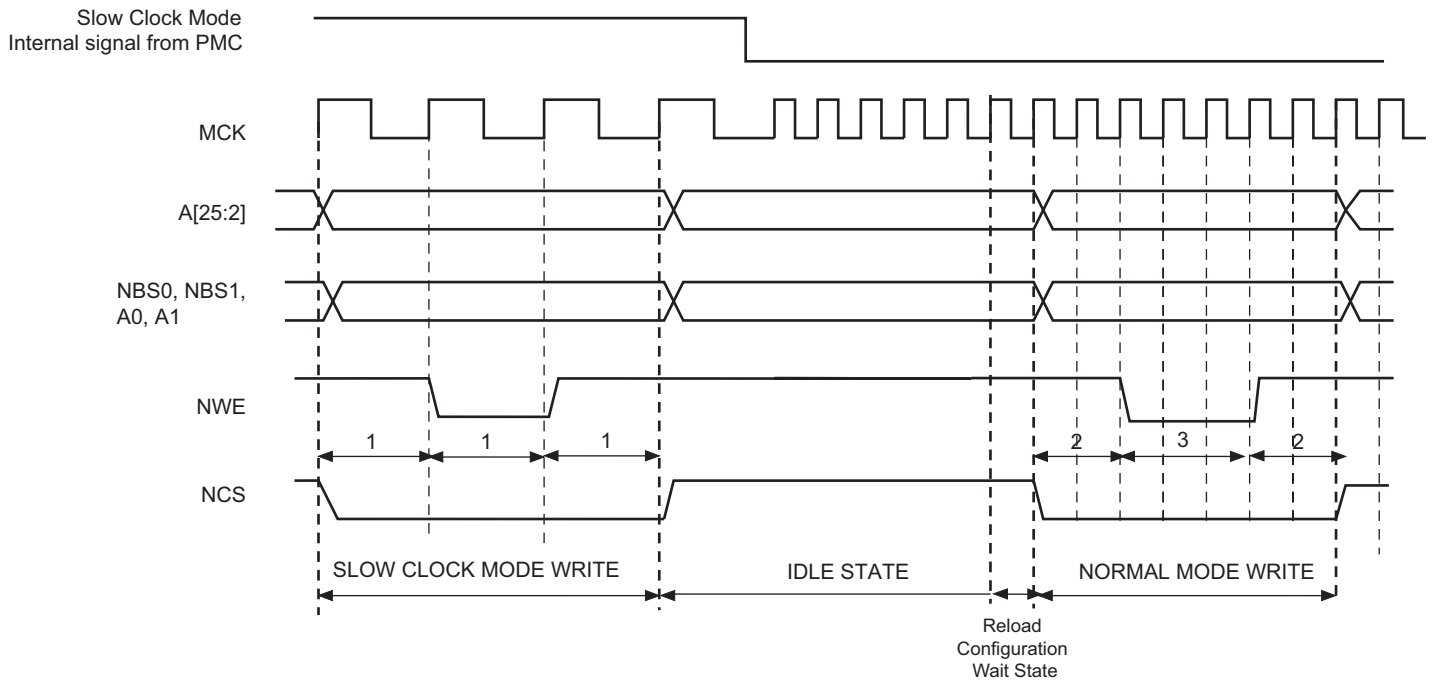 Slow Clock Mode
Internal signal from PMC
MCK
A[25:2]
NBS0, NBS1,
A0, A1
NWE
1 1 1 2 3 2
NCS
SLOW CLOCK MODE WRITE IDLE STATE NORMAL MODE WRITE
Reload
Configuration
Wait State